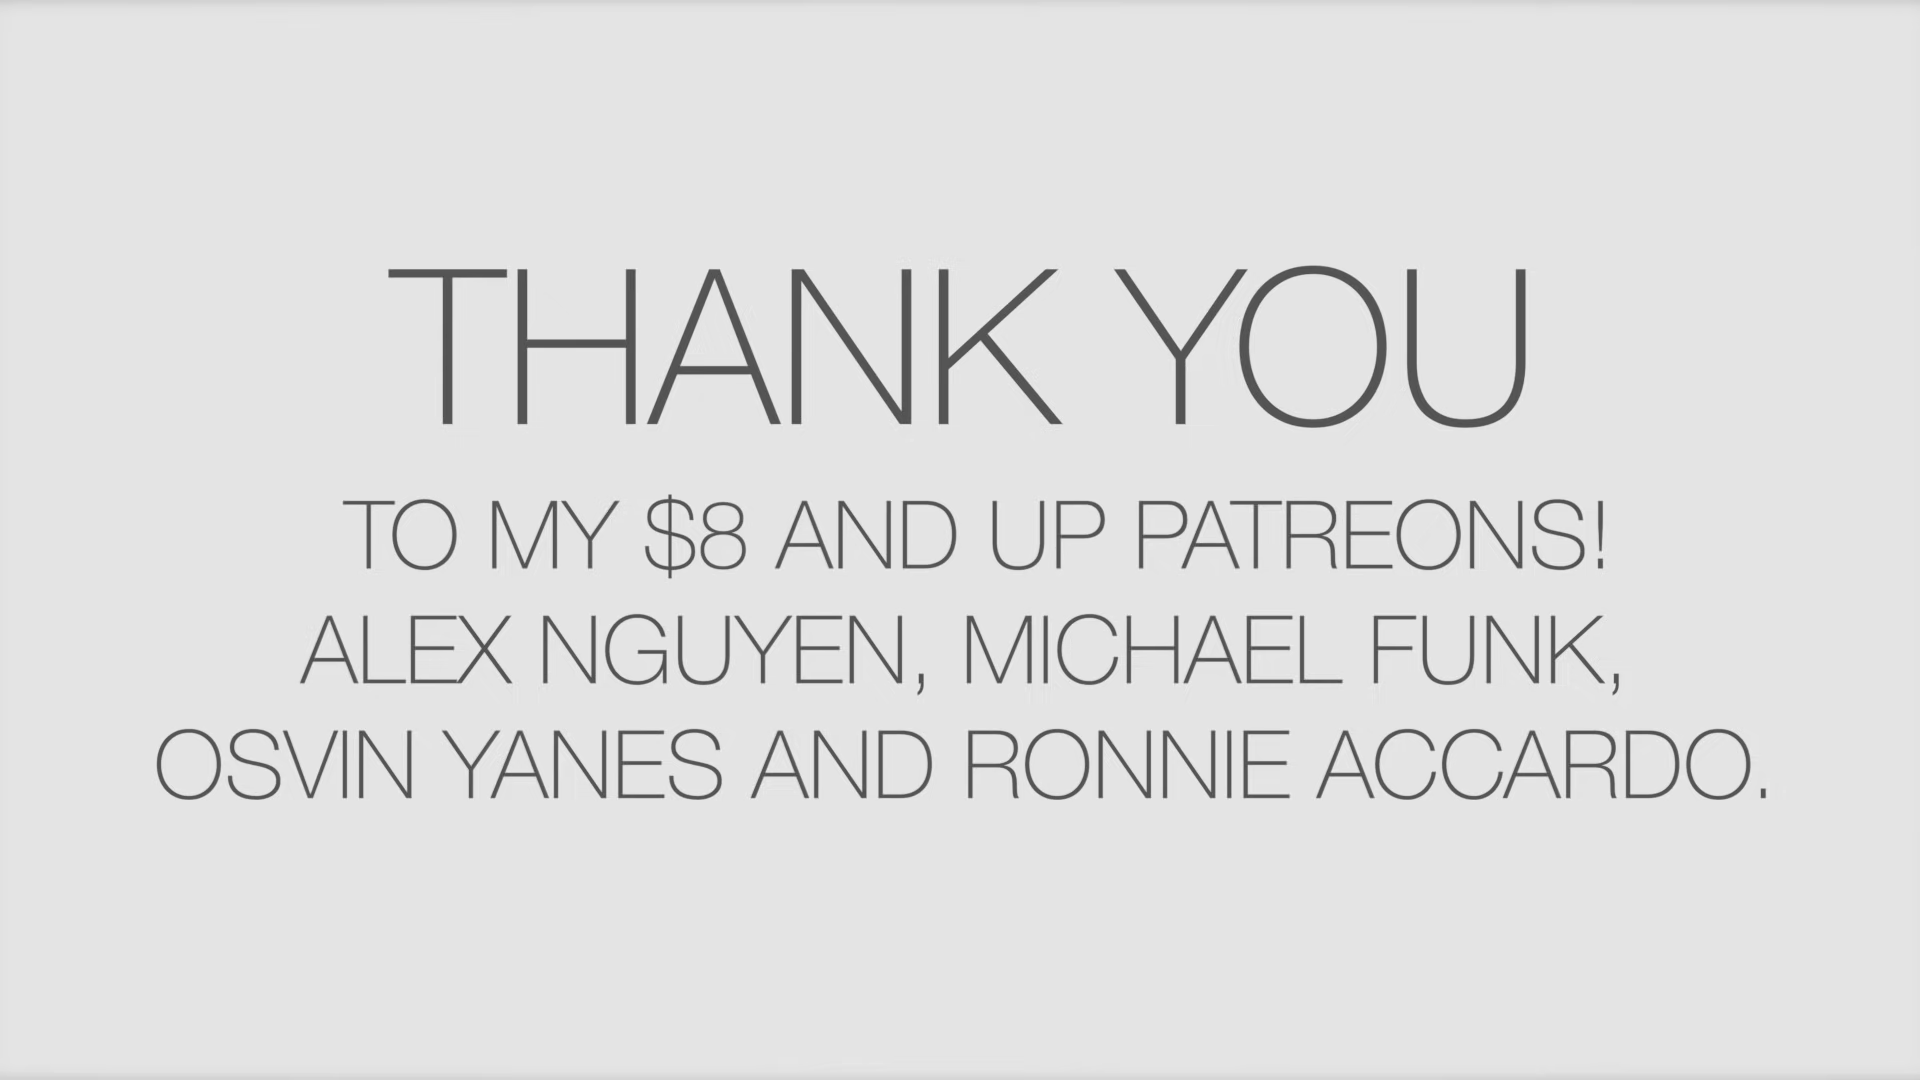 THANK YOU
TO MY $8 AND UP PATREONS!
ALEX NGUYEN, MICHAEL FUNK,
OSVIN YANES AND RONNIE ACCARDO.